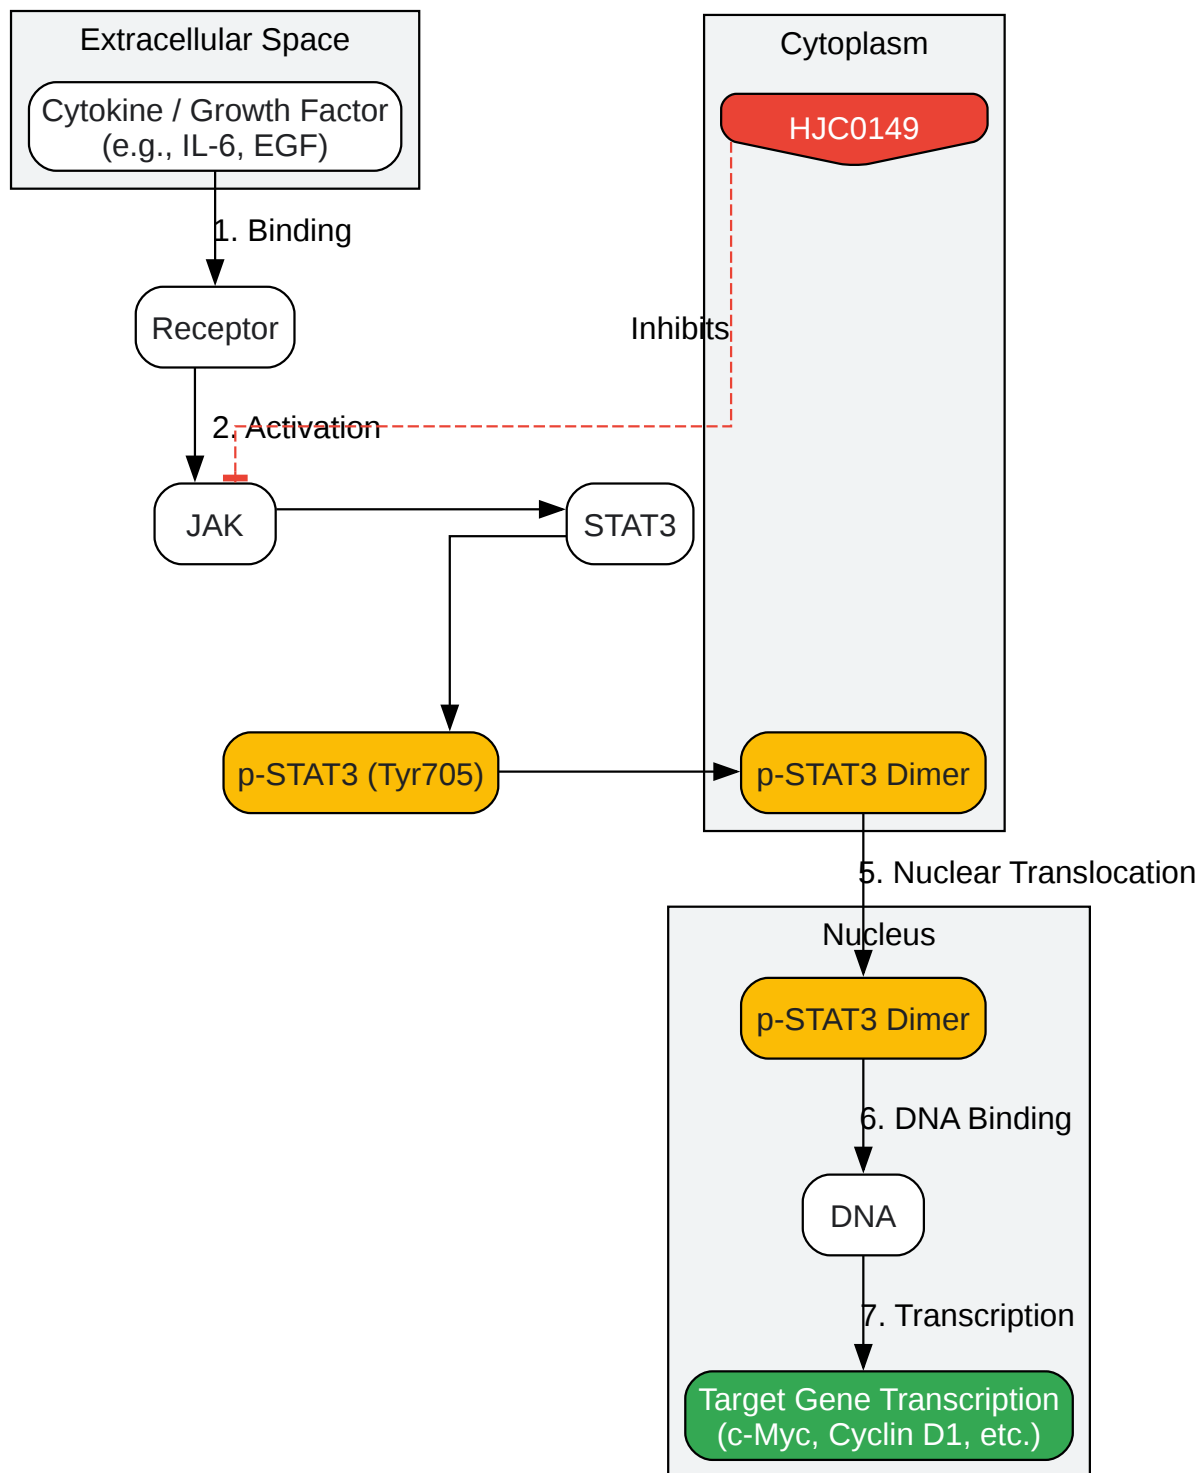 Extracellular Space
Cytoplasm
Cytokine / Growth Factor
(e.g., IL-6, EGF)
HJC0149
1. Binding
Receptor
Inhibits
2. Activation
JAK
STAT3
p-STAT3 (Tyr705)
p-STAT3 Dimer
5. Nuclear Translocation
Nucleus
p-STAT3 Dimer
6. DNA Binding
DNA
7. Transcription
Target Gene Transcription
(c-Myc, Cyclin D1, etc.)